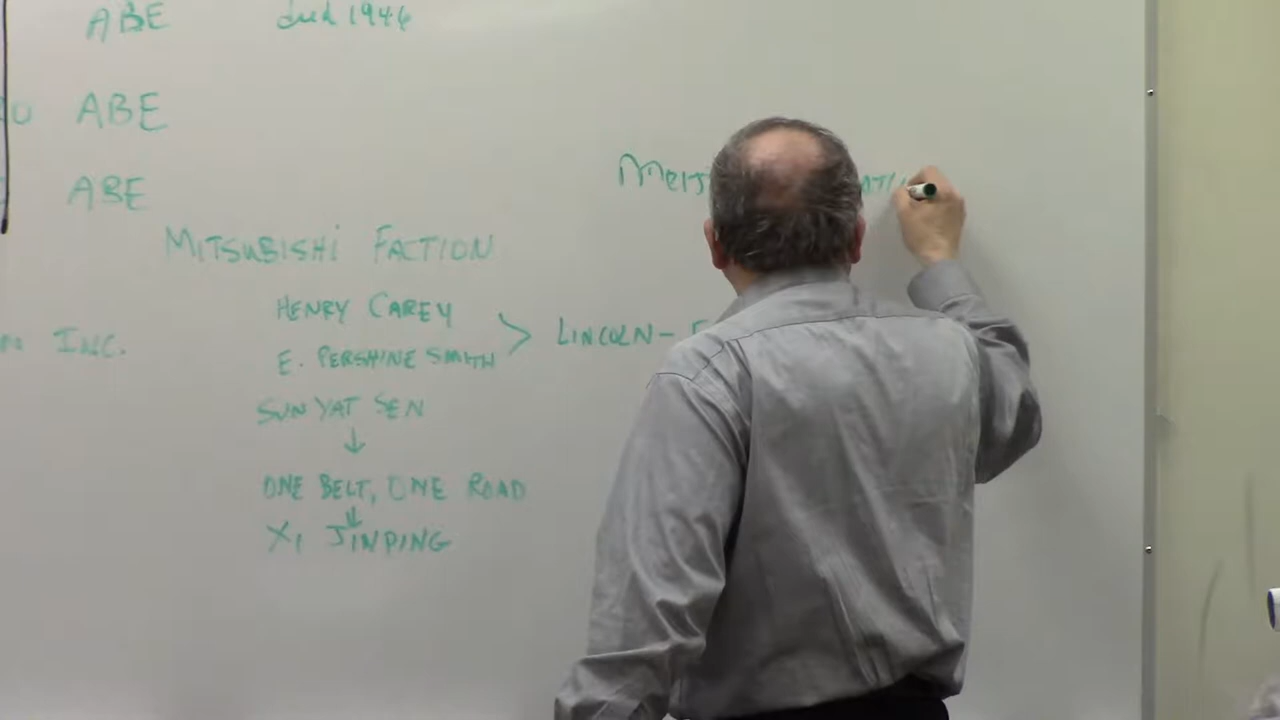 ABE died 1946
ABE
ABE
MITSUBISHI FACTION
HENRY CAREY
E. PERSHINE SMITH
> LINCOLN-
INC.
SUN YAT SEN
↓
ONE BELT, ONE ROAD
↓
XI JINPING